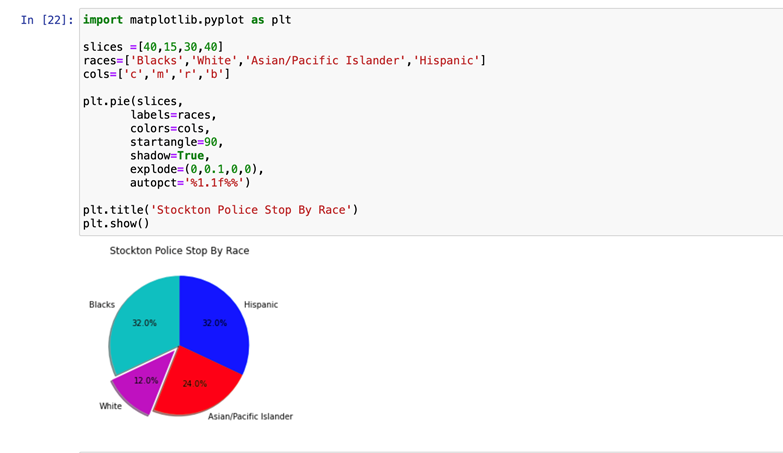 In [22]: import matplotlib.pyplot as plt
slices =[40,15,30,40]
races=['Blacks','White','Asian/Pacific Islander','Hispanic']
cols=['c','m','r','b']
plt.pie(slices,
labels=races,
colors=cols,
startangle=90,
shadow=True,
explode=(0,0.1,0,0),
autopct='%1.1f%%')
plt.title('Stockton Police Stop By Race')
plt.show()
Stockton Police Stop By Race
Blacks
Hispanic
32.0%
32.0%
12.0%
24.0%
White
Asian/Pacific Islander